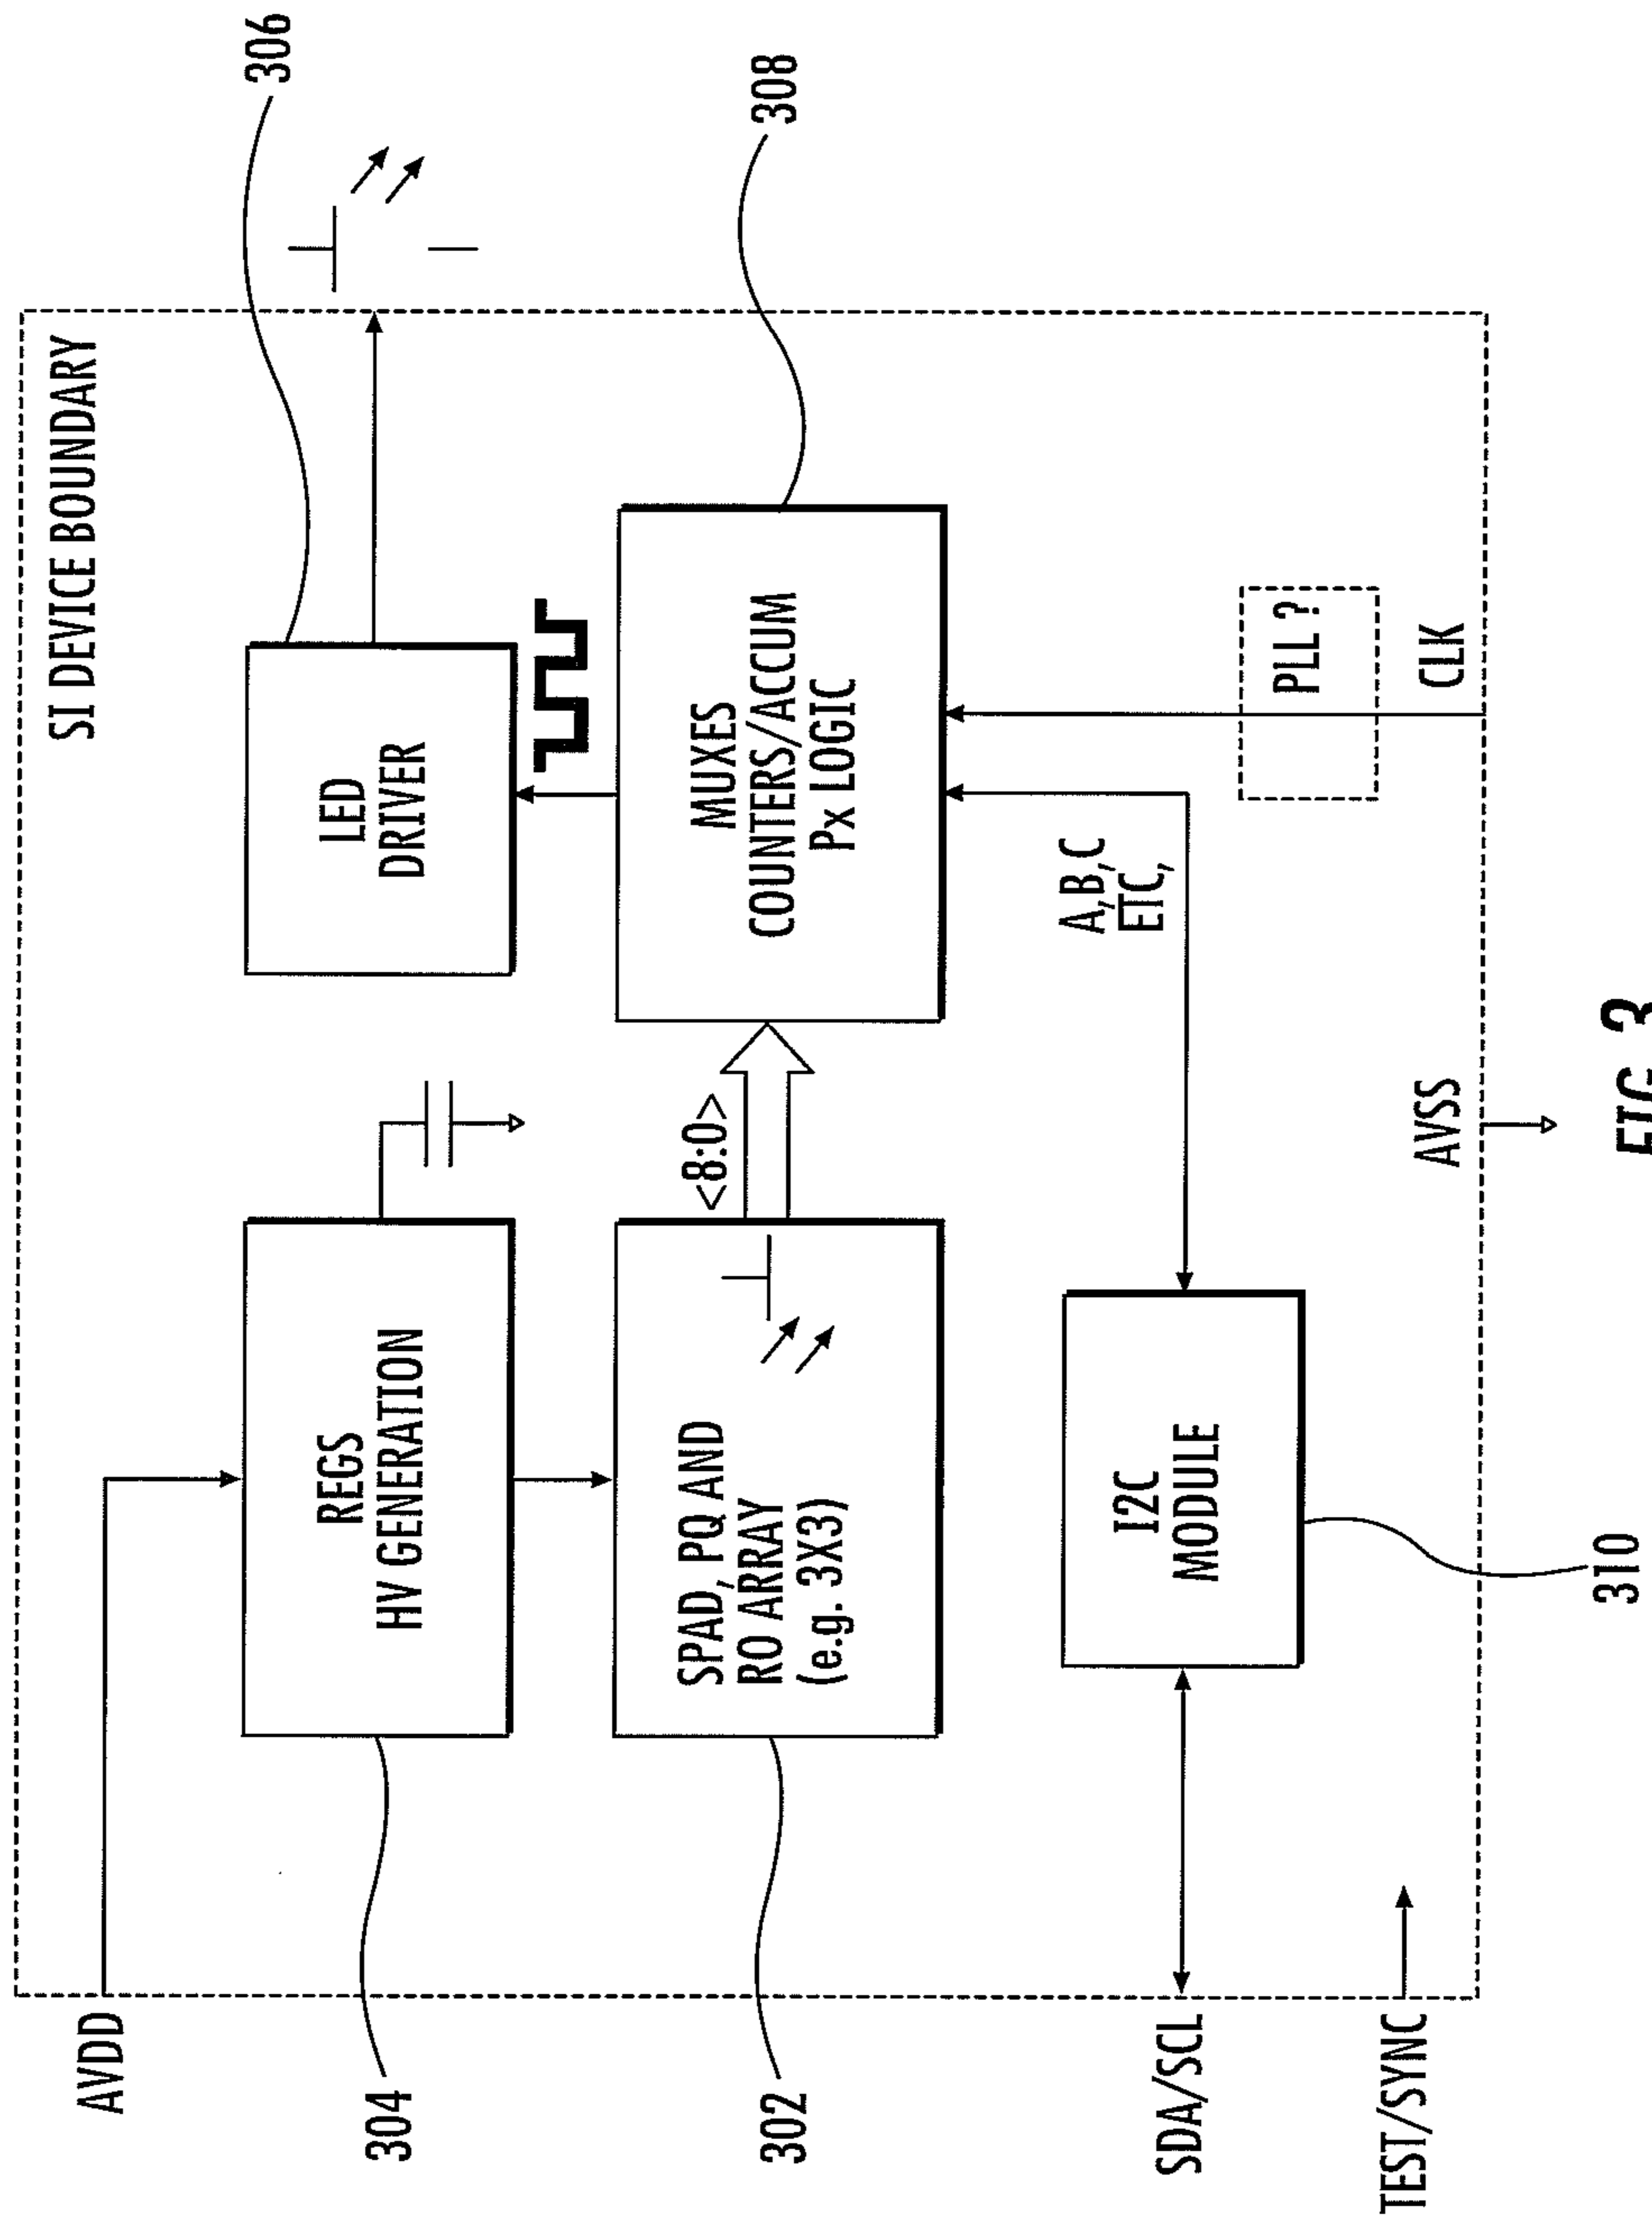 SI DEVICE BOUNDARY
306
AVDD
REGS
HV GENERATION
LED
DRIVER
304
308
<8:0>
SPAD, PQ AND
RO ARRAY
(e.g. 3X3)
MUXES
COUNTERS/ACCUM
Px LOGIC
302
A,B,C
ETC,
I2C
MODULE
SDA/SCL
PLL ?
CLK
TEST/SYNC
AVSS
310
FIG. 3